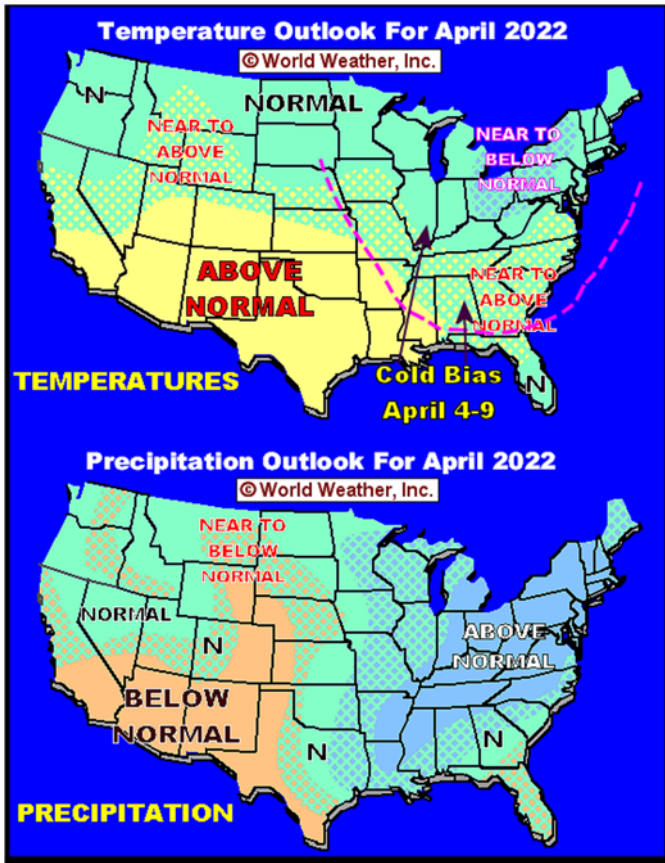 Temperature Outlook For April 2022
© World Weather, Inc.
N
NORMAL
NEAR TO
ABOVE
NORMAL
NEAR TO
BELOW
NORMAL
ABOVE
NORMAL
NEAR TO
ABOVE
NORMAL
N
TEMPERATURES
Cold Bias
April 4-9
Precipitation Outlook For April 2022
© World Weather, Inc.
NEAR TO
BELOW
NORMAL
NORMAL
N
ABOVE
NORMAL
BELOW
NORMAL
N
N
PRECIPITATION